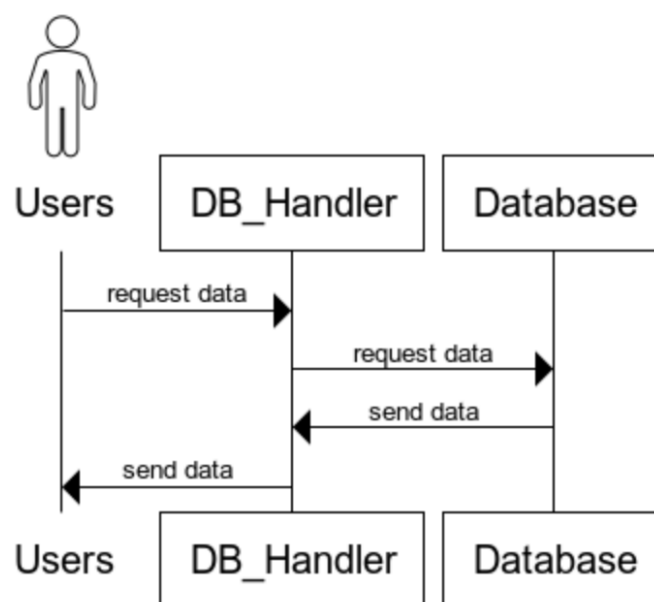 Users DB_Handler Database
request data
request data
send data
send data
Users DB_Handler Database